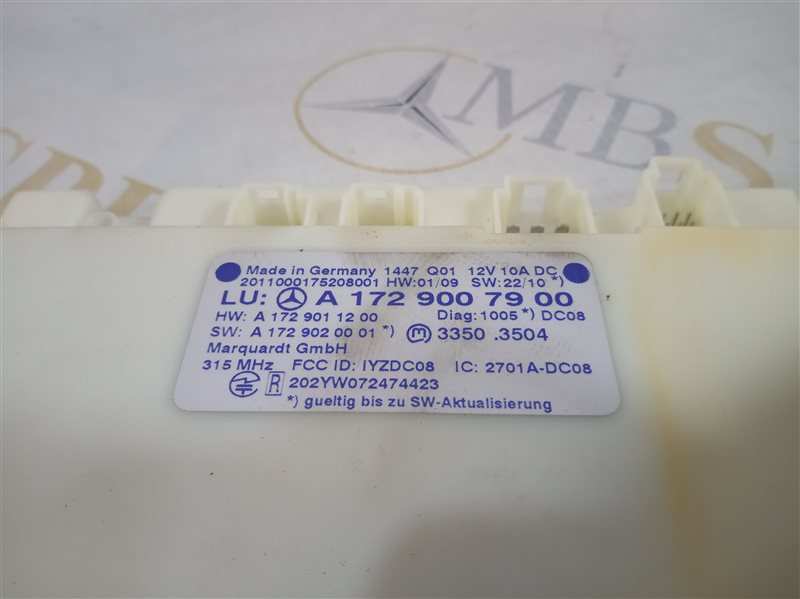 MBS
Made in Germany 1447 Q01 12V 10A DC
2011000175208001 HW:01/09 SW:22/10 *)
LU: A 172 900 79 00
HW: A 172 901 12 00 Diag: 1005 *) DC08
SW: A 172 902 00 01 *) m 3350 .3504
Marquardt GmbH
315 MHz FCC ID: IYZDC08 IC: 2701A-DC08
R 202YW072474423
*) gueltig bis zu SW-Aktualisierung